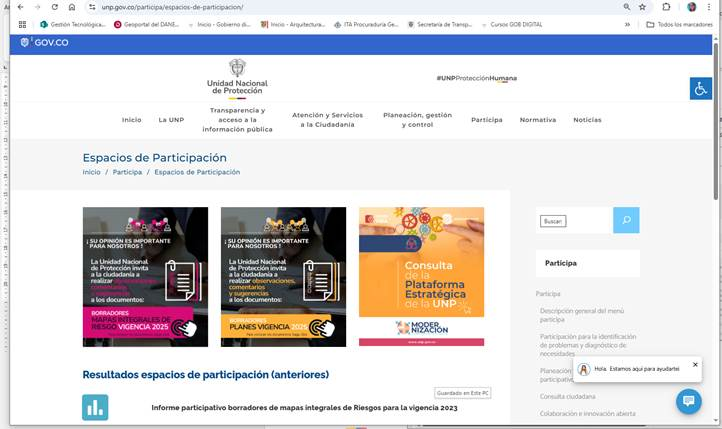 unp.gov.co/participa/espacios-de-participacion/
Gestión Tecnológica...
Geoportal del DANE...
Inicio - Gobierno di...
Inicio - Arquitectura...
ITA Procuraduría Ge...
Secretaría de Transp...
Cursos GOB DIGITAL
»
Todos los marcadores
GOV.CO
Unidad Nacional
de Protección
#UNPProtecciónHumana
Inicio
La UNP
Transparencia y
acceso a la
información pública
Atención y Servicios
a la Ciudadanía
Planeación, gestión
y control
Participa
Normativa
Noticias
Espacios de Participación
Inicio / Participa / Espacios de Participación
¡ SU OPINIÓN ES IMPORTANTE
PARA NOSOTROS !
La Unidad
Nacional de
Protección invita
a la ciudadanía a
realizar observaciones,
comentarios
y sugerencias
a los documentos:
BORRADORES
MAPAS INTEGRALES DE
RIESGO VIGENCIA 2025
¡ SU OPINIÓN ES IMPORTANTE
PARA NOSOTROS !
La Unidad
Nacional de
Protección invita
a la ciudadanía a
realizar observaciones,
comentarios
y sugerencias
a los documentos:
BORRADORES
PLANES VIGENCIA 2025
Consulta
de la
Plataforma
Estratégica
de la UNP
MODER
NIZACIÓN
www.unp.gov.co
Buscar:
Participa
Participa
Descripción general del menú
participa
Participación para la identificación
de problemas y diagnóstico de
necesidades
Planeación
participativ
Hola. Estamos aquí para ayudarte!
Consulta ciudadana
Colaboración e innovación abierta
Resultados espacios de participación (anteriores)
Guardado en Este PC
Informe participativo borradores de mapas integrales de Riesgos para la vigencia 2023